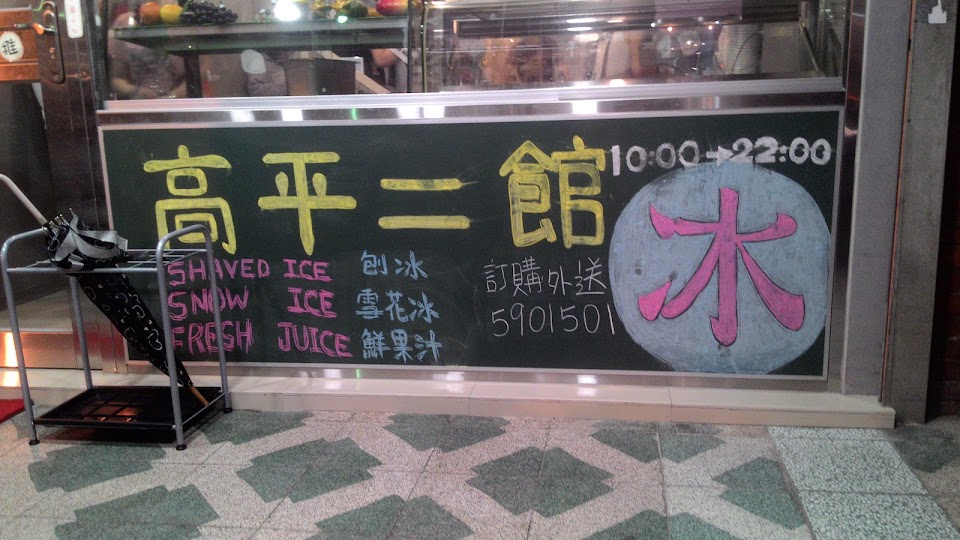 高平二館
10:00→22:00
SHAVED ICE 刨冰
SNOW ICE 雪花冰
FRESH JUICE 鮮果汁
訂購外送
5901501
冰
推